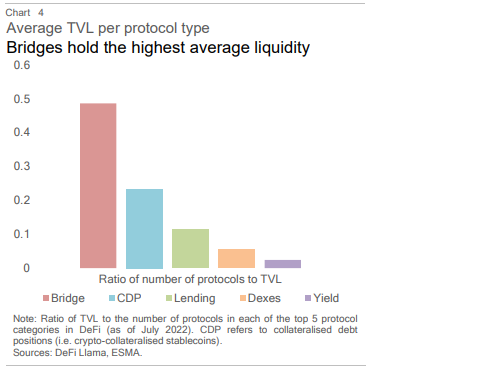 Chart 4
Average TVL per protocol type
Bridges hold the highest average liquidity
0.6
0.5
0.4
0.3
0.2
0.1
0
Ratio of number of protocols to TVL
Bridge CDP Lending Dexes Yield
Note: Ratio of TVL to the number of protocols in each of the top 5 protocol
categories in DeFi (as of July 2022). CDP refers to collateralised debt
positions (i.e. crypto-collateralised stablecoins).
Sources: DeFi Llama, ESMA.